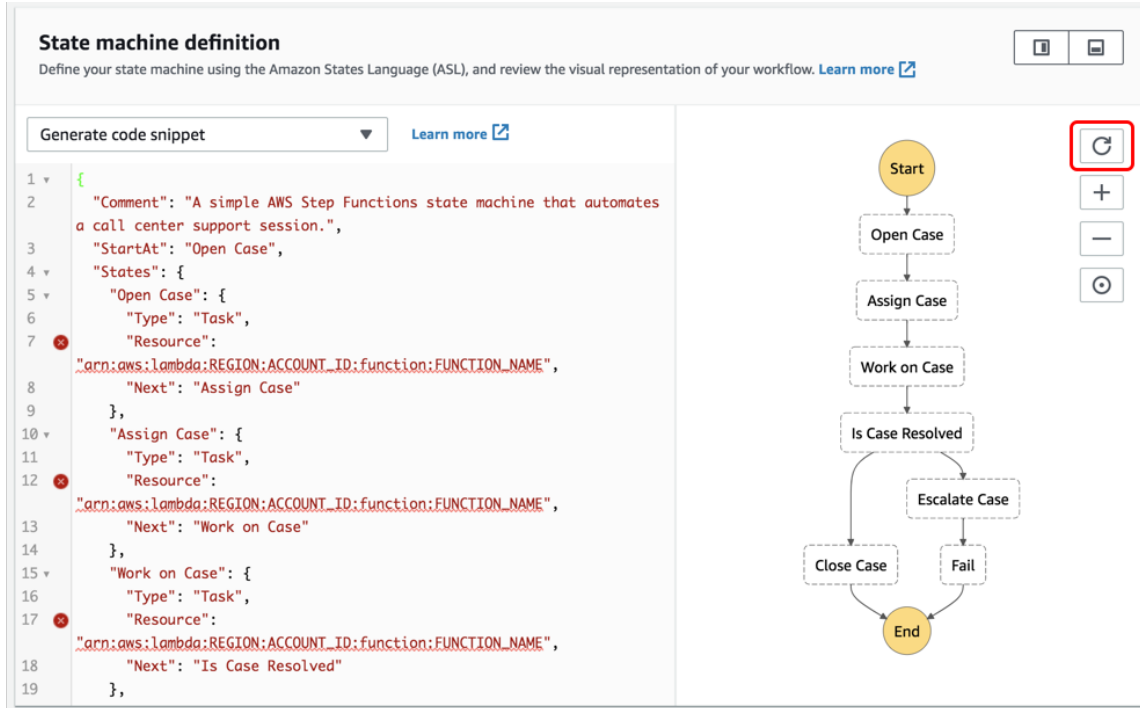 State machine definition
Define your state machine using the Amazon States Language (ASL), and review the visual representation of your workflow. Learn more
Generate code snippet
Learn more
1 {
2 "Comment": "A simple AWS Step Functions state machine that automates
a call center support session.",
3 "StartAt": "Open Case",
4 "States": {
5 "Open Case": {
6 "Type": "Task",
7 "Resource":
"arn:aws:lambda:REGION:ACCOUNT_ID:function:FUNCTION_NAME",
8 "Next": "Assign Case"
9 },
10 "Assign Case": {
11 "Type": "Task",
12 "Resource":
"arn:aws:lambda:REGION:ACCOUNT_ID:function:FUNCTION_NAME",
13 "Next": "Work on Case"
14 },
15 "Work on Case": {
16 "Type": "Task",
17 "Resource":
"arn:aws:lambda:REGION:ACCOUNT_ID:function:FUNCTION_NAME",
18 "Next": "Is Case Resolved"
19 },
Start
Open Case
Assign Case
Work on Case
Is Case Resolved
Escalate Case
Close Case
Fail
End